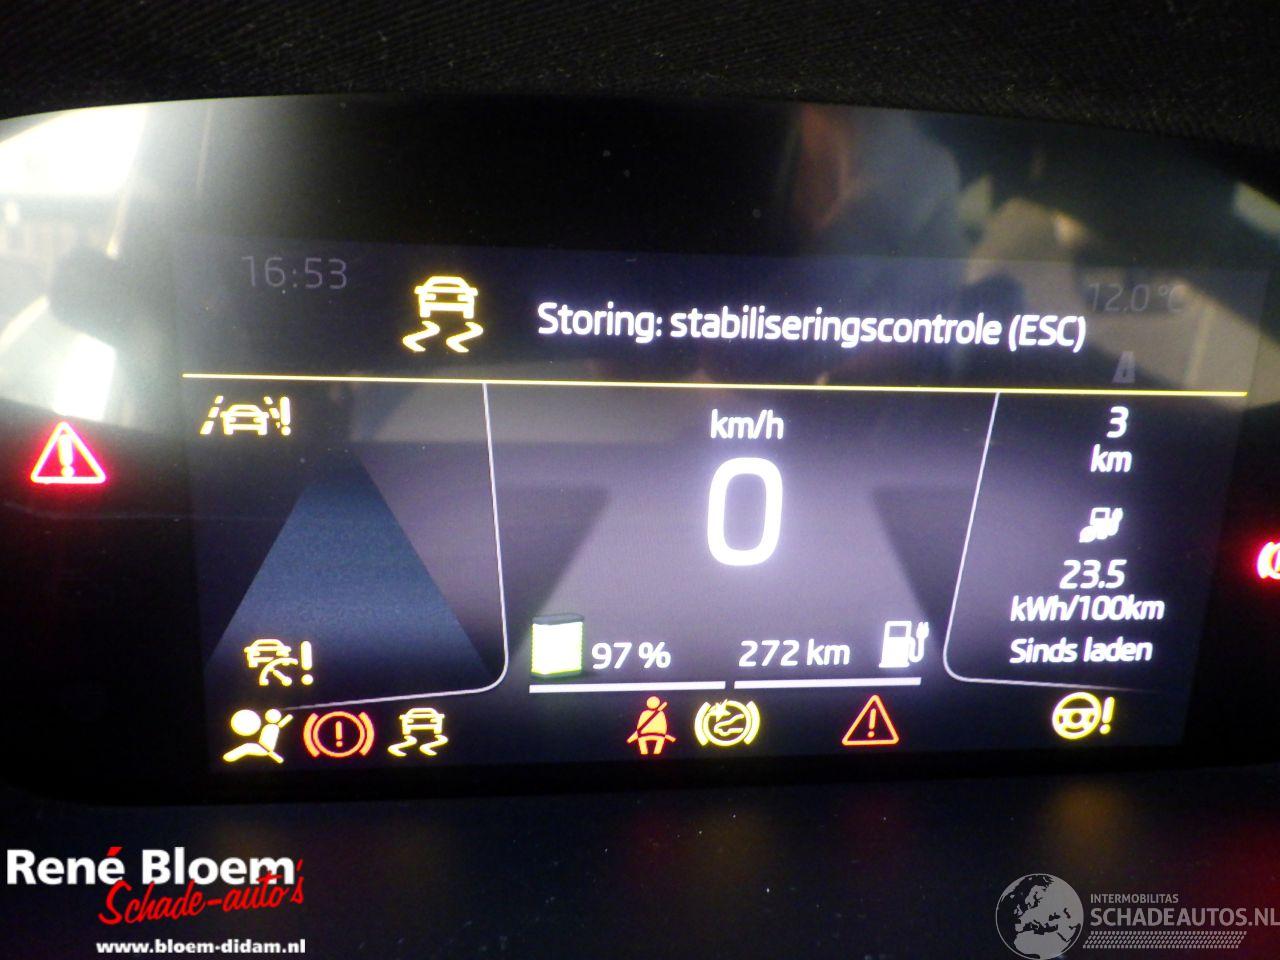 16:53
Storing: stabiliseringscontrole (ESC)
12.0 °C
km/h
0
3
km
23.5
kWh/100km
Sinds laden
97 %
272 km
René Bloem
Schade-auto's
www.bloem-didam.nl
INTERMOBILITAS
SCHADEAUTOS.NL